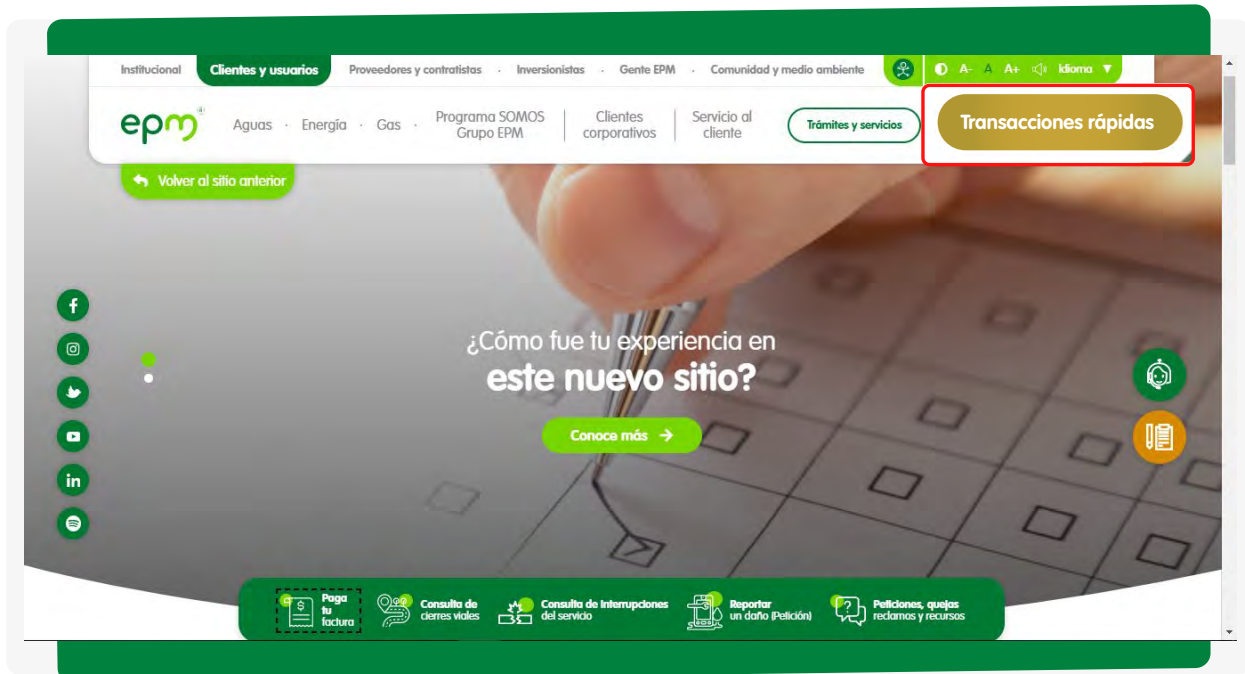 Institucional Clientes y usuarios Proveedores y contratistas · Inversionistas · Gente EPM · Comunidad y medio ambiente A- A A+ Idioma ▼
epm® Aguas · Energía · Gas · Programa SOMOS
Grupo EPM
Clientes
corporativos
Servicio al
cliente
Trámites y servicios
Transacciones rápidas
Volver al sitio anterior
¿Cómo fue tu experiencia en
este nuevo sitio?
Conoce más →
Paga
tu
factura
Consulta de
cierres viales
Consulta de Interrupciones
del servicio
Reportar
un daño (Petición)
Peticiones, quejas
reclamos y recursos